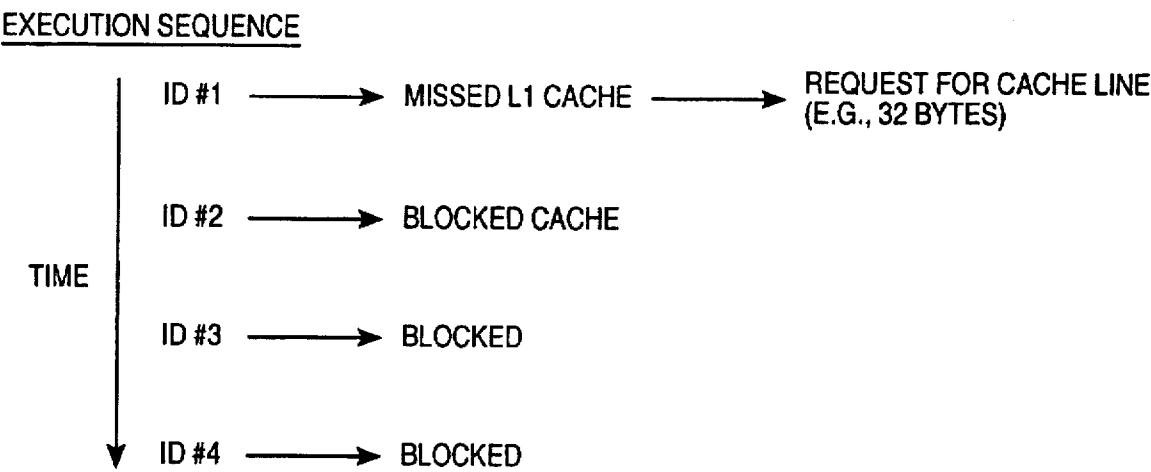 EXECUTION SEQUENCE
ID #1 MISSED L1 CACHE REQUEST FOR CACHE LINE
(E.G., 32 BYTES)
ID #2 BLOCKED CACHE
TIME
ID #3 BLOCKED
ID #4 BLOCKED